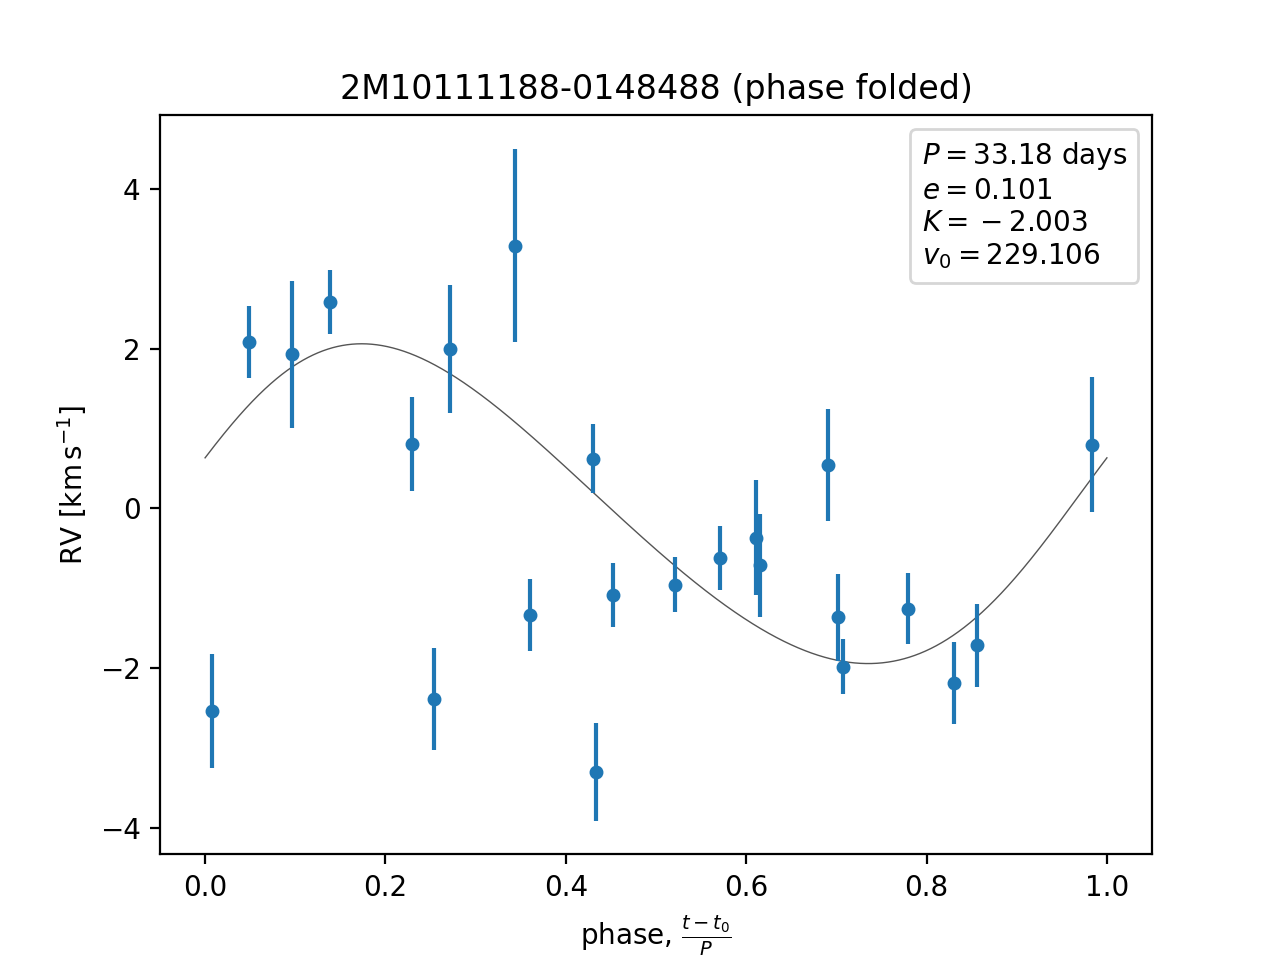 2M10111188-0148488 (phase folded)
P = 33.18 days
e = 0.101
K = −2.003
v₀ = 229.106
RV [km s⁻¹]
4
2
0
−2
−4
0.0 0.2 0.4 0.6 0.8 1.0
phase, (t − t₀)/P